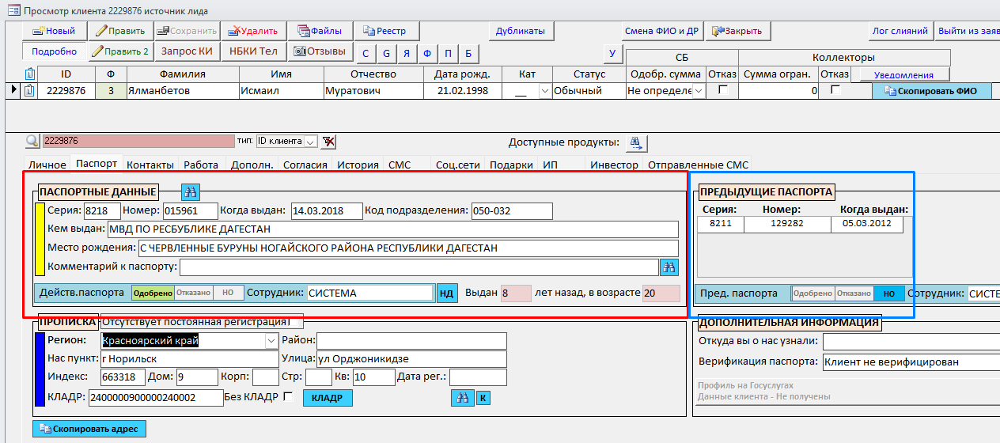 Просмотр клиента 2229876 источник лида
Новый Править Сохранить Удалить Файлы Реестр Дубликаты Смена ФИО и ДР Закрыть Лог слияний Выйти из заяв
Подробно Править 2 Запрос КИ НБКИ Тел Отзывы С G Я Ф П Б У СБ Коллекторы
ID Ф Фамилия Имя Отчество Дата рожд. Кат Статус Одобр. сумма Отказ Сумма огран. Отказ Уведомления
2229876 3 Ялманбетов Исмаил Муратович 21.02.1998 __ Обычный Не определе 0 Скопировать ФИО
2229876 тип: ID клиента Доступные продукты:
Личное Паспорт Контакты Работа Дополн. Согласия История СМС Соц.сети Подарки ИП Инвестор Отправленные СМС
ПАСПОРТНЫЕ ДАННЫЕ
Серия: 8218 Номер: 015961 Когда выдан: 14.03.2018 Код подразделения: 050-032
Кем выдан: МВД ПО РЕСБУБЛИКЕ ДАГЕСТАН
Место рождения: С ЧЕРВЛЕННЫЕ БУРУНЫ НОГАЙСКОГО РАЙОНА РЕСПУБЛИКИ ДАГЕСТАН
Комментарий к паспорту:
Действ.паспорта Одобрено Отказано НО Сотрудник: СИСТЕМА НД Выдан 8 лет назад, в возрасте 20
ПРЕДЫДУЩИЕ ПАСПОРТА
Серия: Номер: Когда выдан:
8211 129282 05.03.2012
Пред. паспорта Одобрено Отказано НО Сотрудник: СИСТЕ
ПРОПИСКА Отсутствует постоянная регистрация
Регион: Красноярский край Район:
Нас пункт: г Норильск Улица: ул Орджоникидзе
Индекс: 663318 Дом: 9 Корп: Стр: Кв: 10 Дата рег.:
КЛАДР: 2400000900000240002 Без КЛАДР КЛАДР К
ДОПОЛНИТЕЛЬНАЯ ИНФОРМАЦИЯ
Откуда вы о нас узнали:
Верификация паспорта: Клиент не верифицирован
Профиль на Госуслугах
Данные клиента - Не получены
Скопировать адрес